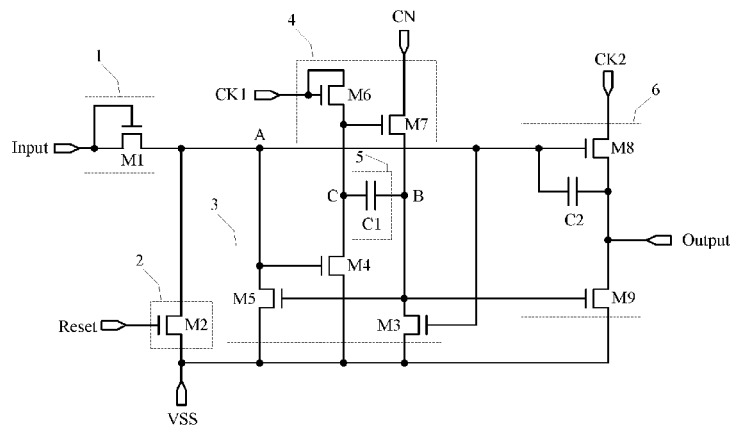 4
CN
1
CK2
CK1
M6
6
M7
Input
M1
A
M8
5
C
B
C1
C2
3
Output
2
M4
M5
M9
Reset
M2
M3
VSS